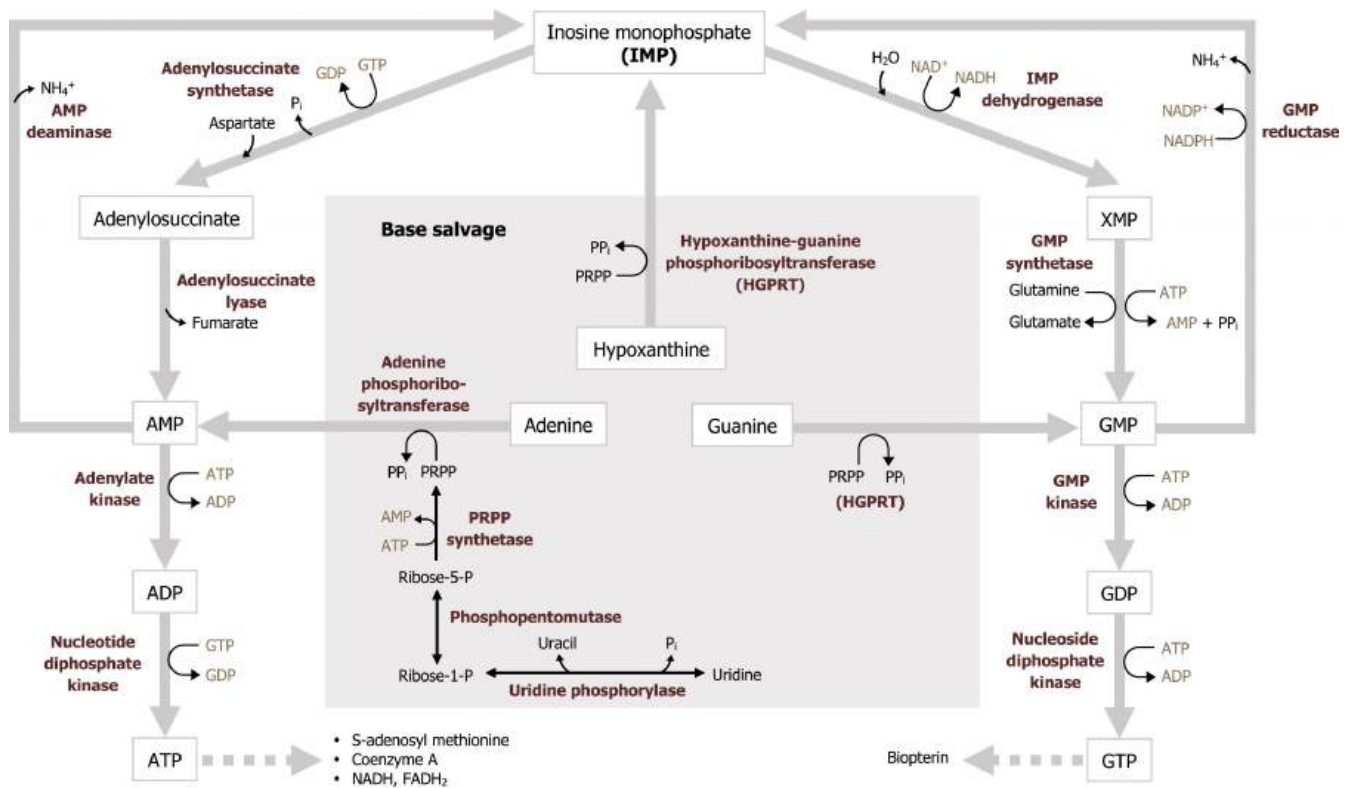 Inosine monophosphate
(IMP)
Adenylosuccinate
synthetase
GDP
GTP
Pi
Aspartate
NH₄⁺
AMP
deaminase
H₂O
NAD⁺
NADH
IMP
dehydrogenase
NH₄⁺
NADP⁺
NADPH
GMP
reductase
Adenylosuccinate
Base salvage
XMP
PPi
PRPP
Hypoxanthine-guanine
phosphoribosyltransferase
(HGPRT)
GMP
synthetase
Adenylosuccinate
lyase
Fumarate
Glutamine
Glutamate
ATP
AMP + PPi
Hypoxanthine
Adenine
phosphoribo-
syltransferase
AMP
Adenine
Guanine
GMP
PPi PRPP
PRPP PPi
(HGPRT)
Adenylate
kinase
ATP
ADP
GMP
kinase
ATP
ADP
AMP
ATP
PRPP
synthetase
Ribose-5-P
ADP
GDP
Phosphopentomutase
Nucleotide
diphosphate
kinase
GTP
GDP
Uracil
Pi
Ribose-1-P
Uridine
Uridine phosphorylase
Nucleoside
diphosphate
kinase
ATP
ADP
ATP
• S-adenosyl methionine
• Coenzyme A
• NADH, FADH₂
Biopterin
GTP